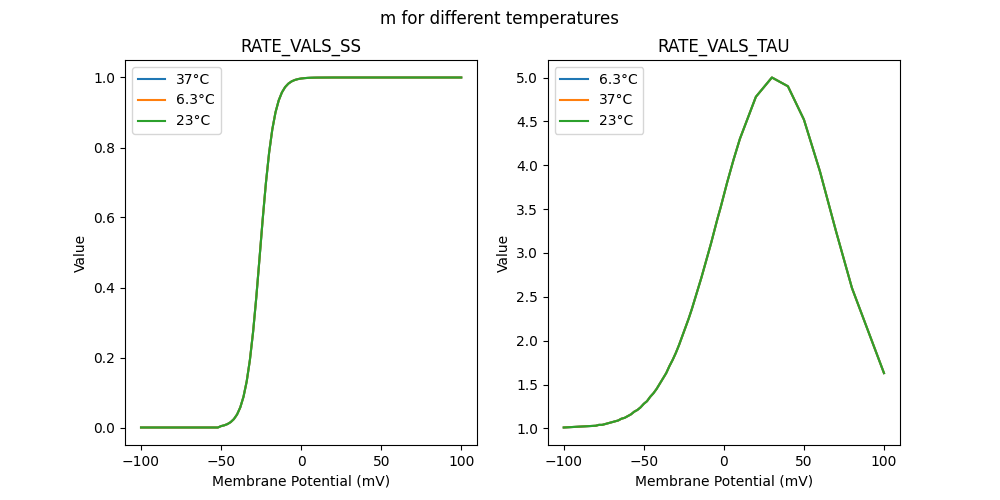 m for different temperatures
RATE_VALS_SS
1.0
0.8
0.6
0.4
0.2
0.0
Value
37°C
6.3°C
23°C
−100
−50
0
50
100
Membrane Potential (mV)
RATE_VALS_TAU
5.0
4.5
4.0
3.5
3.0
2.5
2.0
1.5
1.0
Value
6.3°C
37°C
23°C
−100
−50
0
50
100
Membrane Potential (mV)